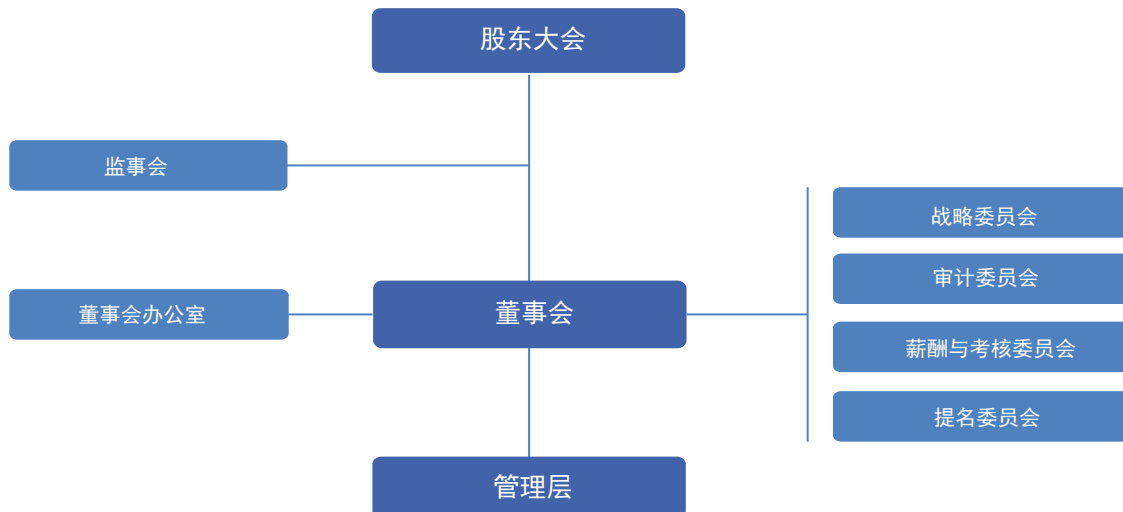 股东大会
监事会
战略委员会
审计委员会
董事会办公室
董事会
薪酬与考核委员会
提名委员会
管理层